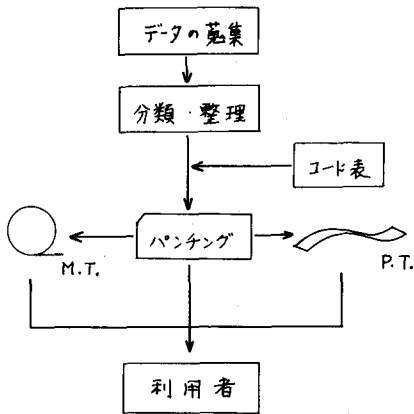 データの蒐集
分類・整理
コード表
パンチング
M.T.
P.T.
利用者